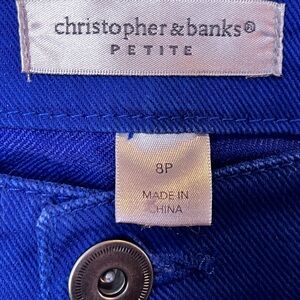 christopher & banks®
PETITE
8P
MADE IN
CHINA